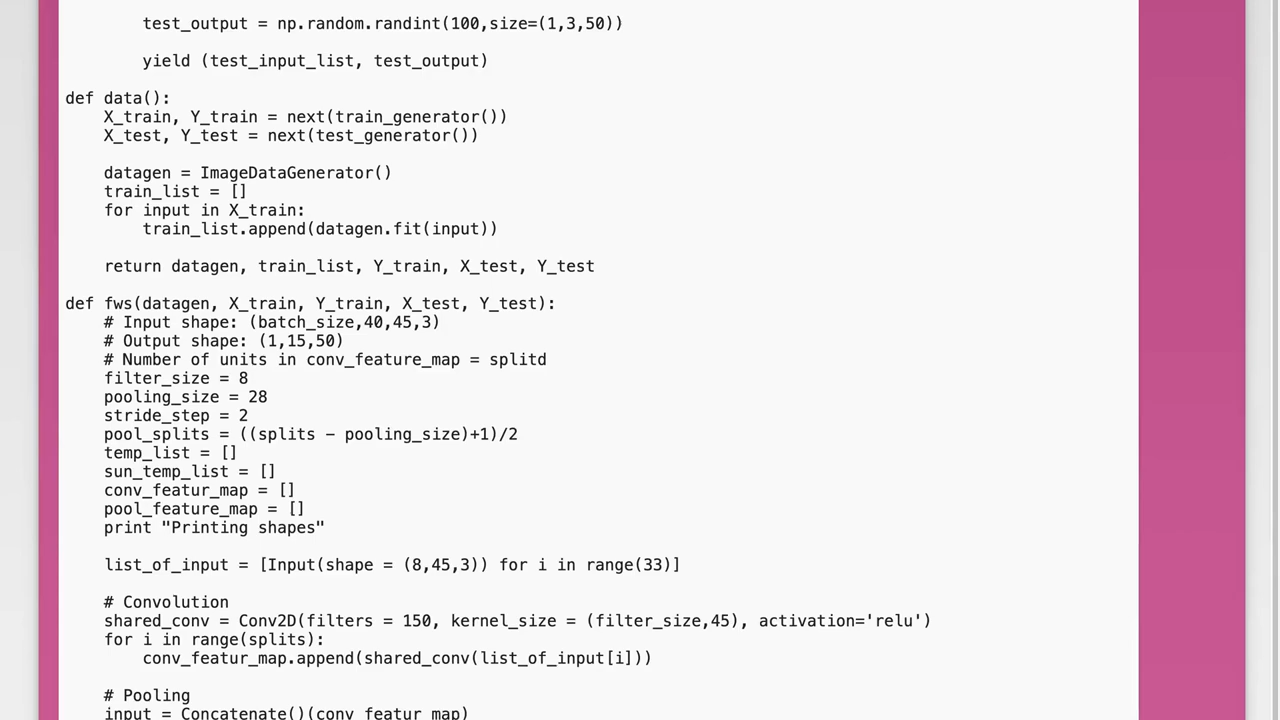 test_output = np.random.randint(100,size=(1,3,50))
yield (test_input_list, test_output)
def data():
X_train, Y_train = next(train_generator())
X_test, Y_test = next(test_generator())
datagen = ImageDataGenerator()
train_list = []
for input in X_train:
train_list.append(datagen.fit(input))
return datagen, train_list, Y_train, X_test, Y_test
def fws(datagen, X_train, Y_train, X_test, Y_test):
# Input shape: (batch_size,40,45,3)
# Output shape: (1,15,50)
# Number of units in conv_feature_map = splitd
filter_size = 8
pooling_size = 28
stride_step = 2
pool_splits = ((splits - pooling_size)+1)/2
temp_list = []
sun_temp_list = []
conv_featur_map = []
pool_feature_map = []
print "Printing shapes"
list_of_input = [Input(shape = (8,45,3)) for i in range(33)]
# Convolution
shared_conv = Conv2D(filters = 150, kernel_size = (filter_size,45), activation='relu')
for i in range(splits):
conv_featur_map.append(shared_conv(list_of_input[i]))
# Pooling
input = Concatenate()(conv_featur_map)